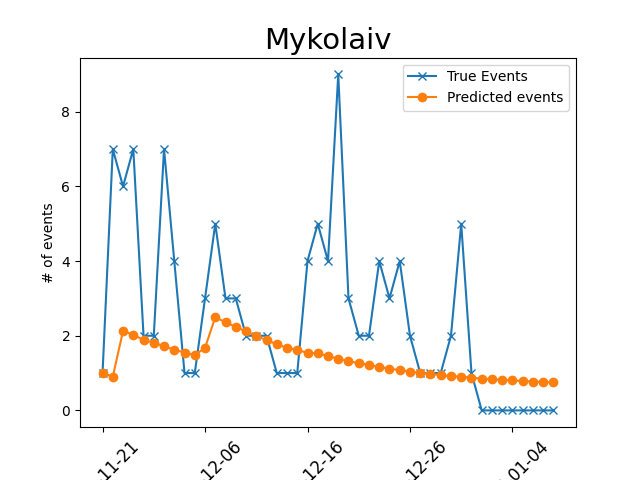 Mykolaiv
True Events
Predicted events
# of events
8
6
4
2
0
11-21
12-06
12-16
12-26
01-04